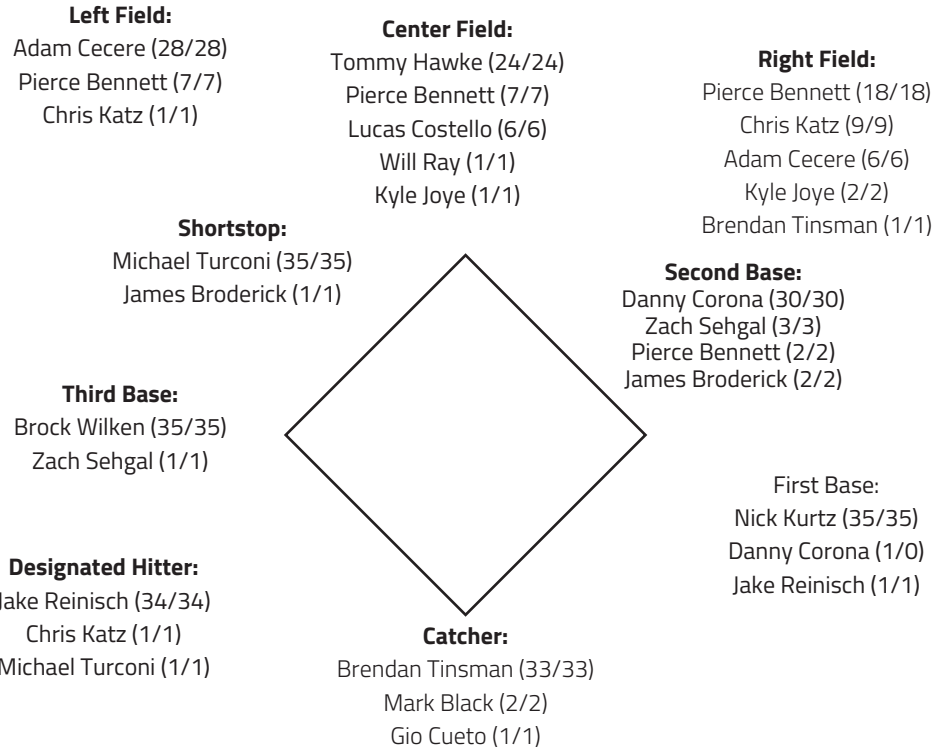 Left Field:
Adam Cecere (28/28)
Pierce Bennett (7/7)
Chris Katz (1/1)
Center Field:
Tommy Hawke (24/24)
Pierce Bennett (7/7)
Lucas Costello (6/6)
Will Ray (1/1)
Kyle Joye (1/1)
Right Field:
Pierce Bennett (18/18)
Chris Katz (9/9)
Adam Cecere (6/6)
Kyle Joye (2/2)
Brendan Tinsman (1/1)
Shortstop:
Michael Turconi (35/35)
James Broderick (1/1)
Second Base:
Danny Corona (30/30)
Zach Sehgal (3/3)
Pierce Bennett (2/2)
James Broderick (2/2)
Third Base:
Brock Wilken (35/35)
Zach Sehgal (1/1)
First Base:
Nick Kurtz (35/35)
Danny Corona (1/0)
Jake Reinisch (1/1)
Designated Hitter:
Jake Reinisch (34/34)
Chris Katz (1/1)
Michael Turconi (1/1)
Catcher:
Brendan Tinsman (33/33)
Mark Black (2/2)
Gio Cueto (1/1)